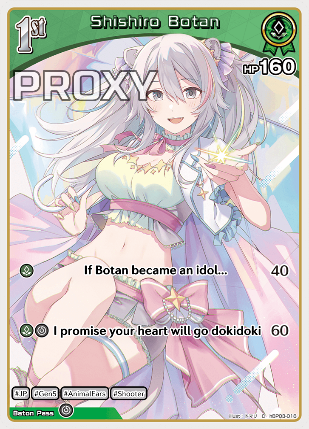 1st
Shishiro Botan
HP160
PROXY
If Botan became an idol... 40
I promise your heart will go dokidoki 60
#JP #Gen5 #AnimalEars #Shooter
Baton Pass